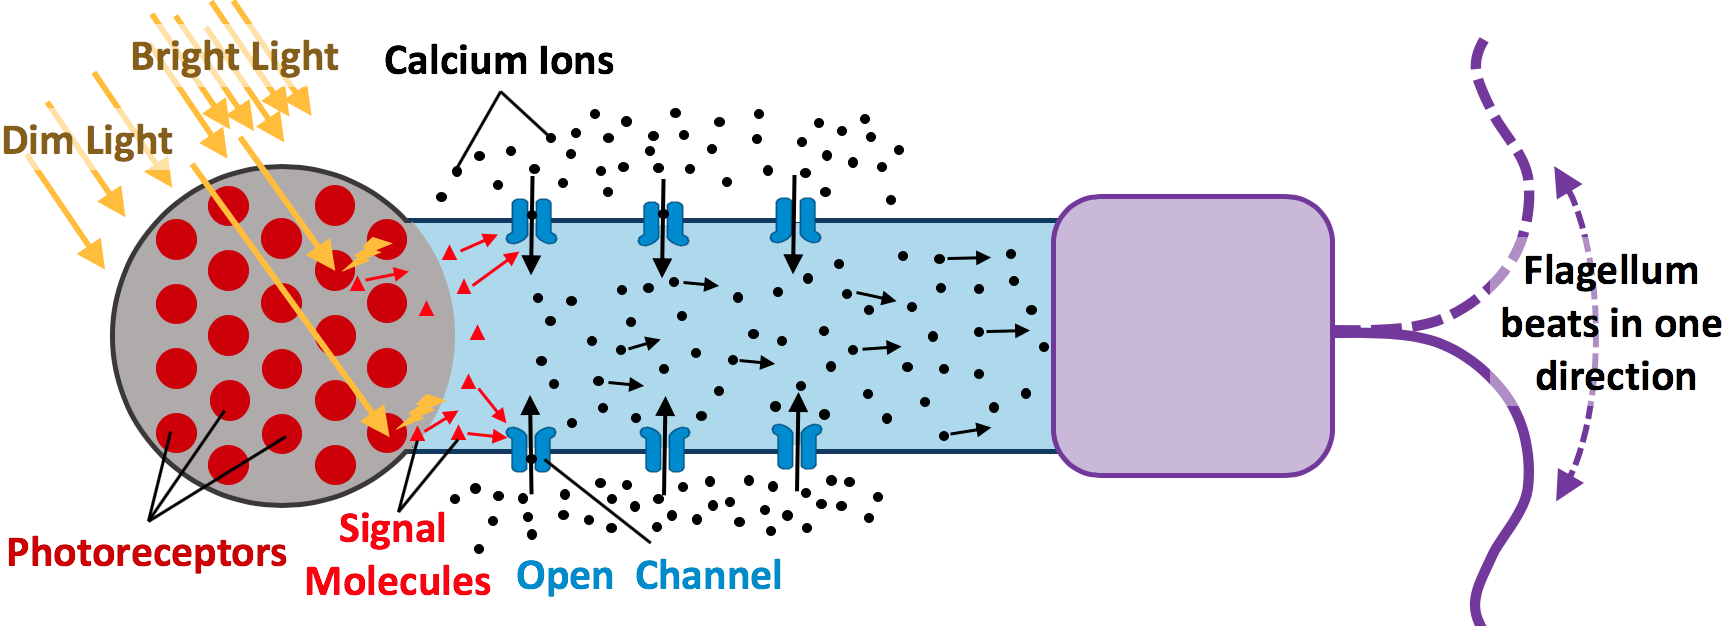 Bright Light
Calcium Ions
Dim Light
Flagellum
beats in one
direction
Photoreceptors
Signal
Molecules
Open Channel